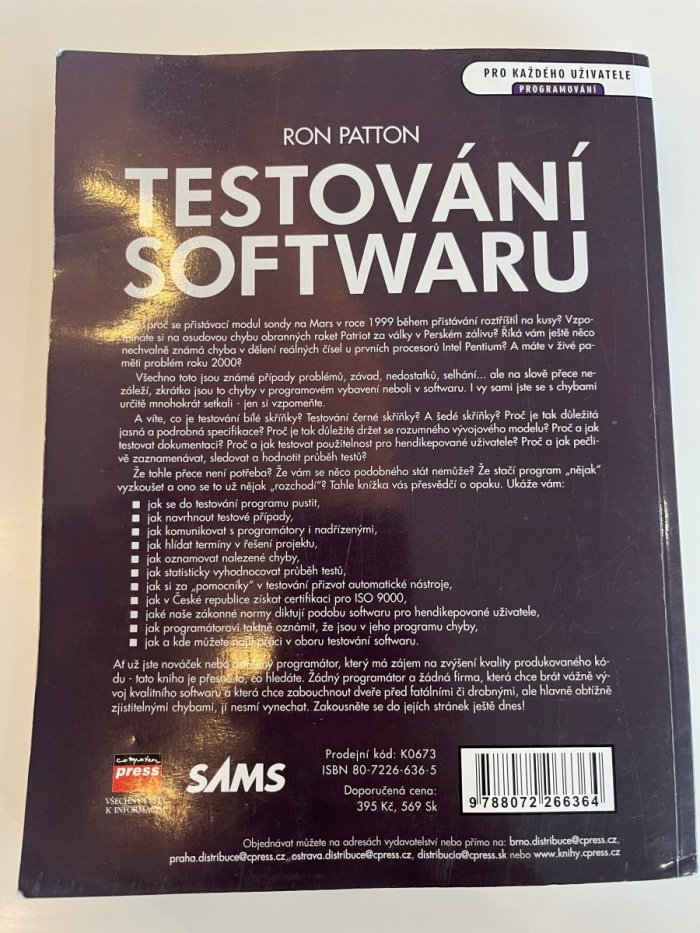 PRO KAŽDÉHO UŽIVATELE
PROGRAMOVÁNÍ
RON PATTON
TESTOVÁNÍ
SOFTWARU
proč se přistávací modul sondy na Mars v roce 1999 během přistávání roztříštil na kusy? Vzpo-
si na osudovou chybu obranných raket Patriot za války v Perském zálivu? Říká vám ještě něco
nechvalně známá chyba v dělení reálných čísel u prvních procesorů Intel Pentium? A máte v živé pa-
měti problém roku 2000?
Všechno toto jsou známé případy problémů, závad, nedostatků, selhání... ale na slově přece ne-
záleží, zkrátka jsou to chyby v programovém vybavení neboli v softwaru. I vy sami jste se s chybami
určitě mnohokrát setkali - jen si vzpomeňte.
A víte, co je testování bílé skříňky? Testování černé skříňky? A šedé skříňky? Proč je tak důležitá
jasná a podrobná specifikace? Proč je tak důležité držet se rozumného vývojového modelu? Proč a jak
testovat dokumentaci? Proč a jak testovat použitelnost pro hendikepované uživatele? Proč a jak pečli-
vě zaznamenávat, sledovat a hodnotit průběh testů?
Že tohle přece není potřeba? Že vám se něco podobného stát nemůže? Že stačí program „nějak"
vyzkoušet a ono se to už nějak „rozchodí"? Tahle knížka vás přesvědčí o opaku. Ukáže vám:
■ jak se do testování programu pustit,
■ jak navrhnout testové případy,
■ jak komunikovat s programátory i nadřízenými,
■ jak hlídat termíny v řešení projektu,
■ jak oznamovat nalezené chyby,
■ jak statisticky vyhodnocovat průběh testů,
■ jak si za „pomocníky" v testování přizvat automatické nástroje,
■ jak v České republice získat certifikaci pro ISO 9000,
■ jaké naše zákonné normy diktují podobu softwaru pro hendikepované uživatele,
■ jak programátorovi taktně oznámit, že jsou v jeho programu chyby,
■ jak a kde můžete najít práci v oboru testování softwaru.
Ať už jste nováček nebo ostřílený programátor, který má zájem na zvýšení kvality produkovaného kó-
du - tato kniha je přesně to, co hledáte. Žádný programátor a žádná firma, která chce brát vážně vý-
voj kvalitního softwaru a která chce zabouchnout dveře před fatálními či drobnými, ale hlavně obtížně
zjistitelnými chybami, jí nesmí vynechat. Zakousněte se do jejích stránek ještě dnes!
computer
press
VŠECHNY CESTY
K INFORMACÍM
SAMS
Prodejní kód: K0673
ISBN 80-7226-636-5
Doporučená cena:
395 Kč, 569 Sk
9 788072 266364
Objednávat můžete na adresách vydavatelství nebo přímo na: brno.distribuce@cpress.cz,
praha.distribuce@cpress.cz, ostrava.distribuce@cpress.cz, distribucia@cpress.sk nebo www.knihy.cpress.cz